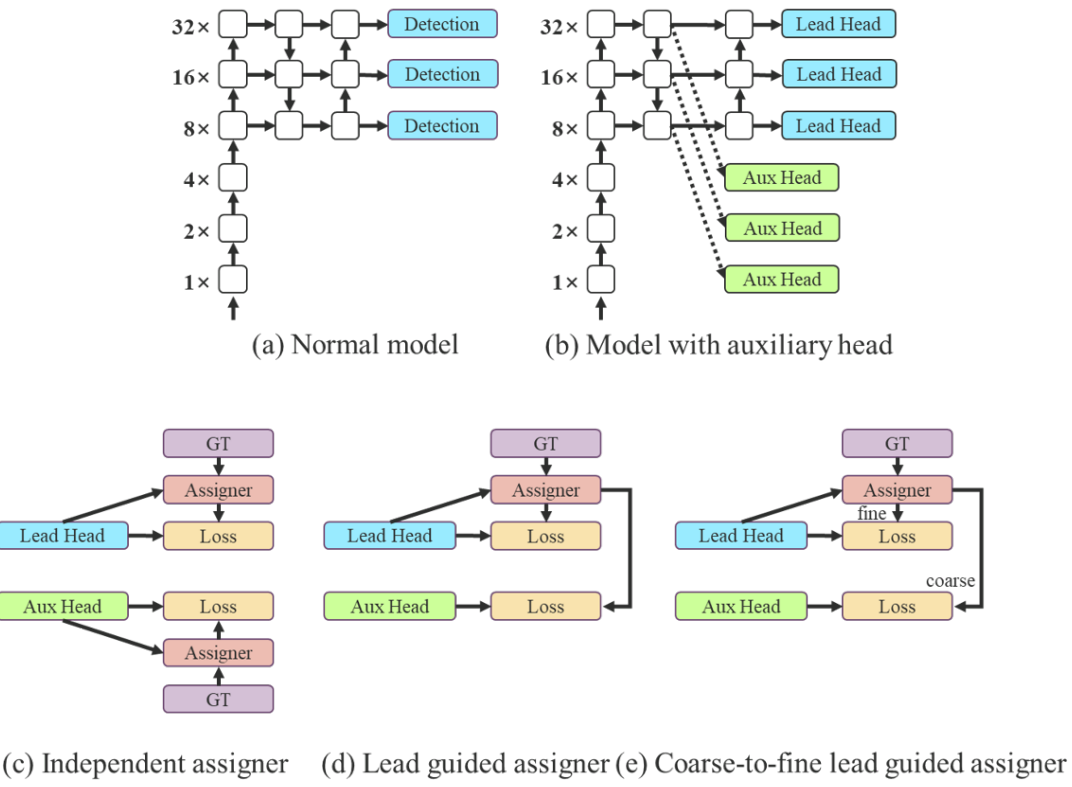 32× Detection
16× Detection
8× Detection
4×
2×
1×
(a) Normal model
32× Lead Head
16× Lead Head
8× Lead Head
4× Aux Head
2× Aux Head
1× Aux Head
(b) Model with auxiliary head
GT
Assigner
Lead Head Loss
Aux Head Loss
Assigner
GT
(c) Independent assigner
GT
Assigner
Lead Head Loss
Aux Head Loss
(d) Lead guided assigner
GT
Assigner
fine
Lead Head Loss
coarse
Aux Head Loss
(e) Coarse-to-fine lead guided assigner